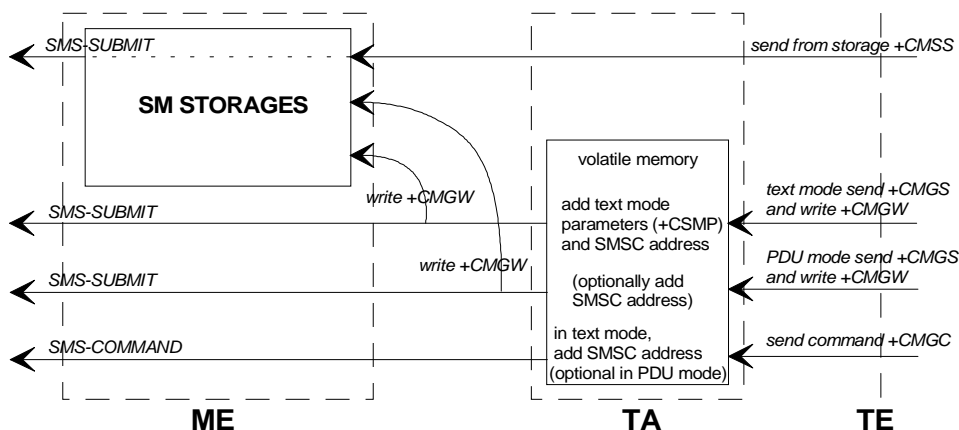 SMS-SUBMIT
send from storage +CMSS
SM STORAGES
volatile memory
write +CMGW
text mode send +CMGS
and write +CMGW
SMS-SUBMIT
add text mode
parameters (+CSMP)
and SMSC address
write +CMGW
PDU mode send +CMGS
and write +CMGW
SMS-SUBMIT
(optionally add
SMSC address)
SMS-COMMAND
in text mode,
add SMSC address
(optional in PDU mode)
send command +CMGC
ME
TA
TE